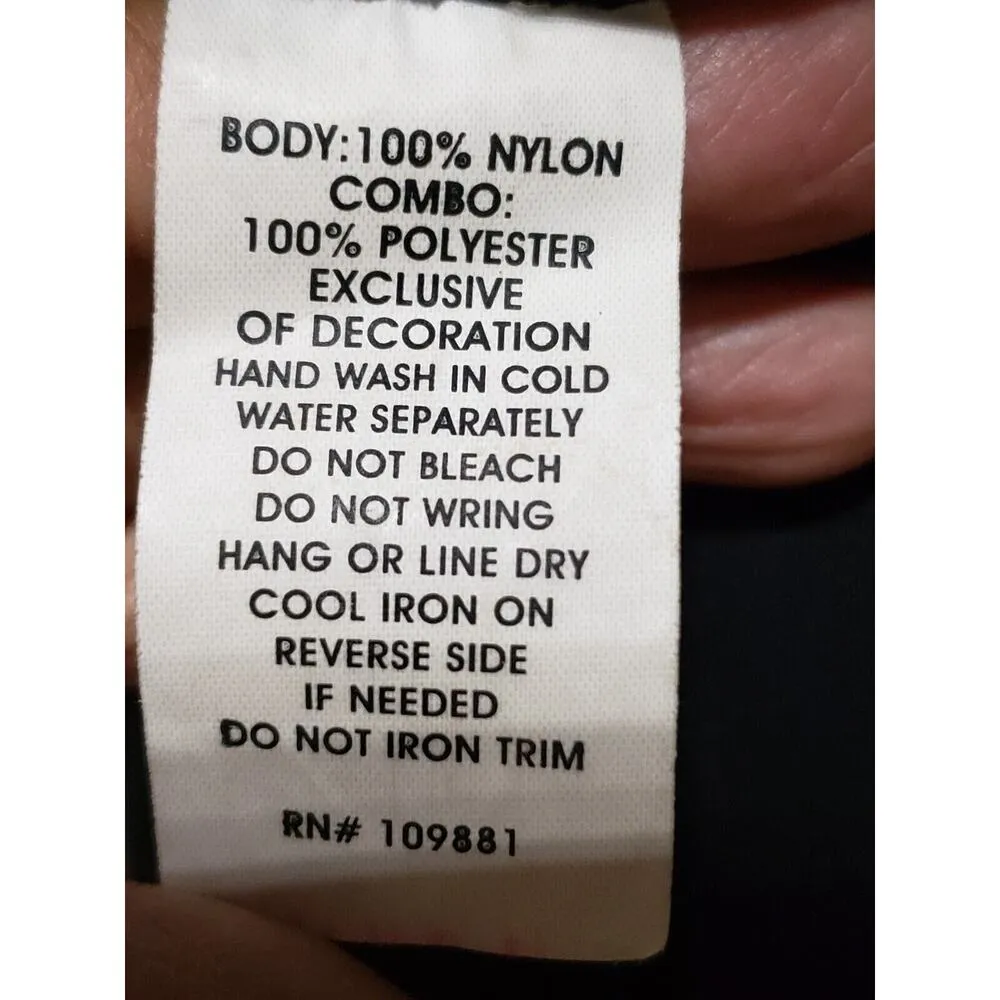 BODY:100% NYLON
COMBO:
100% POLYESTER
EXCLUSIVE
OF DECORATION
HAND WASH IN COLD
WATER SEPARATELY
DO NOT BLEACH
DO NOT WRING
HANG OR LINE DRY
COOL IRON ON
REVERSE SIDE
IF NEEDED
DO NOT IRON TRIM
RN# 109881